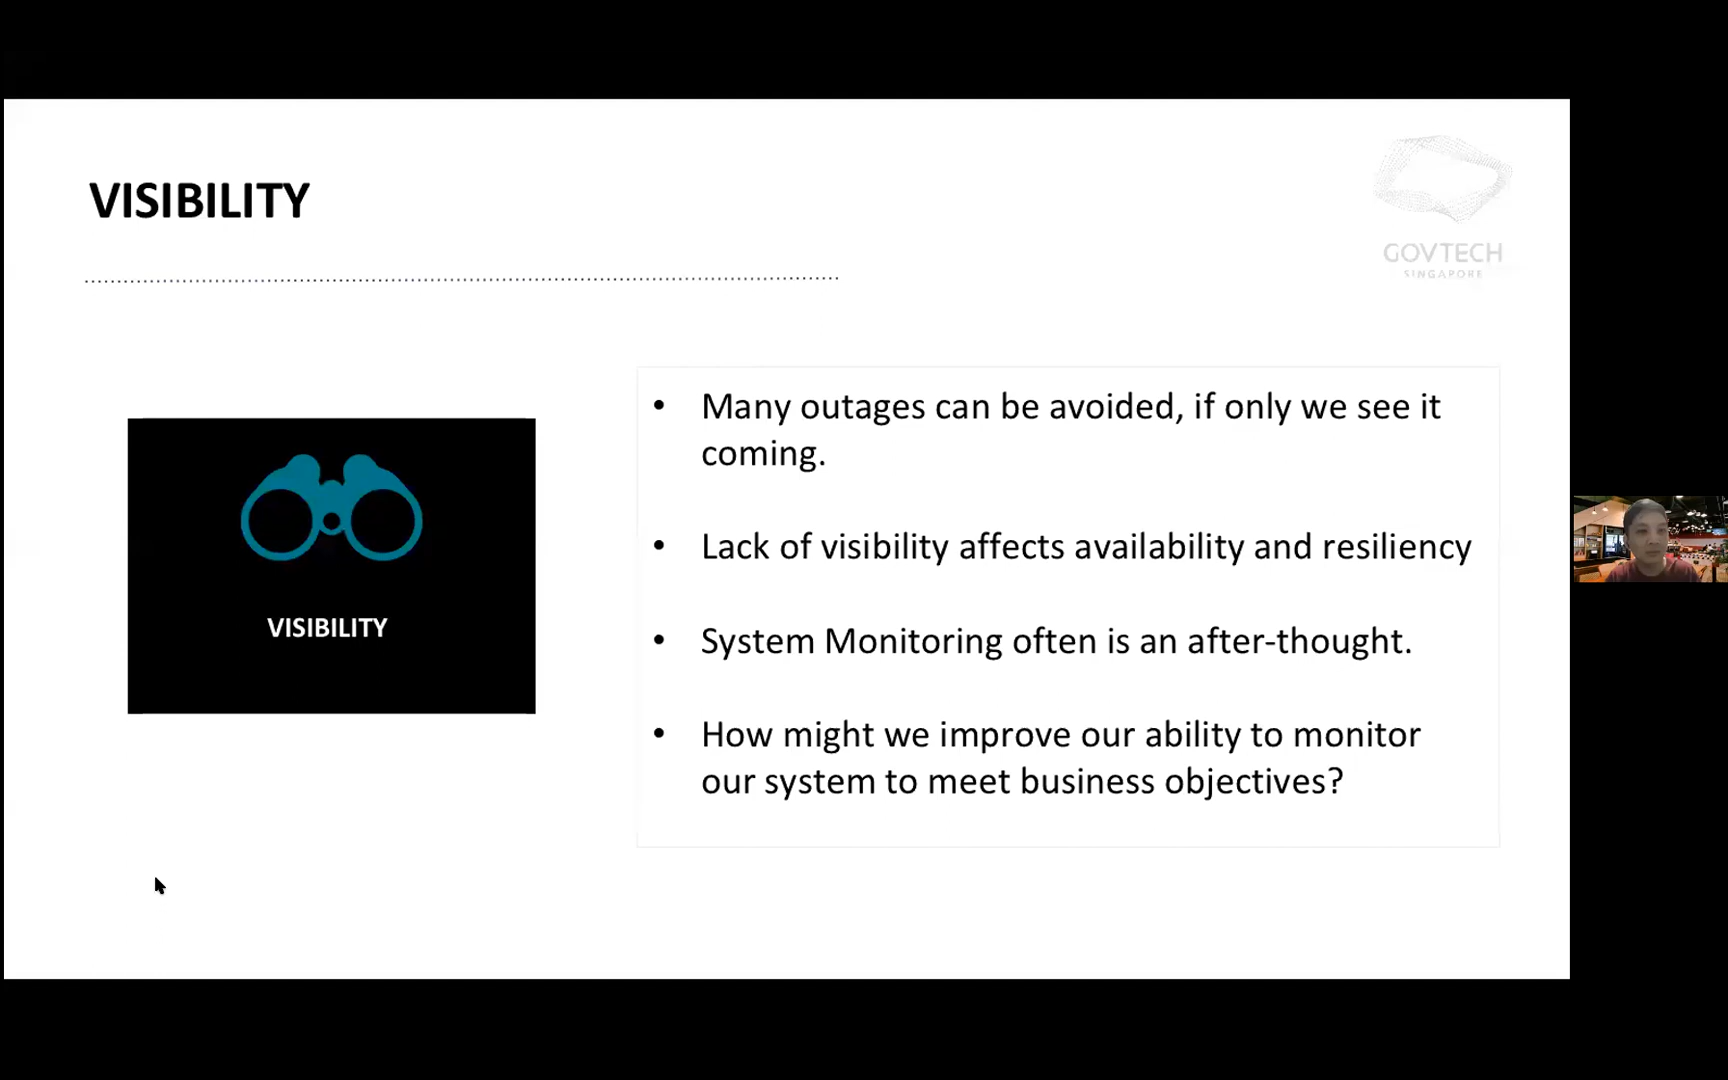 VISIBILITY
GOVTECH
SINGAPORE
VISIBILITY
• Many outages can be avoided, if only we see it
coming.
• Lack of visibility affects availability and resiliency
• System Monitoring often is an after-thought.
• How might we improve our ability to monitor
our system to meet business objectives?